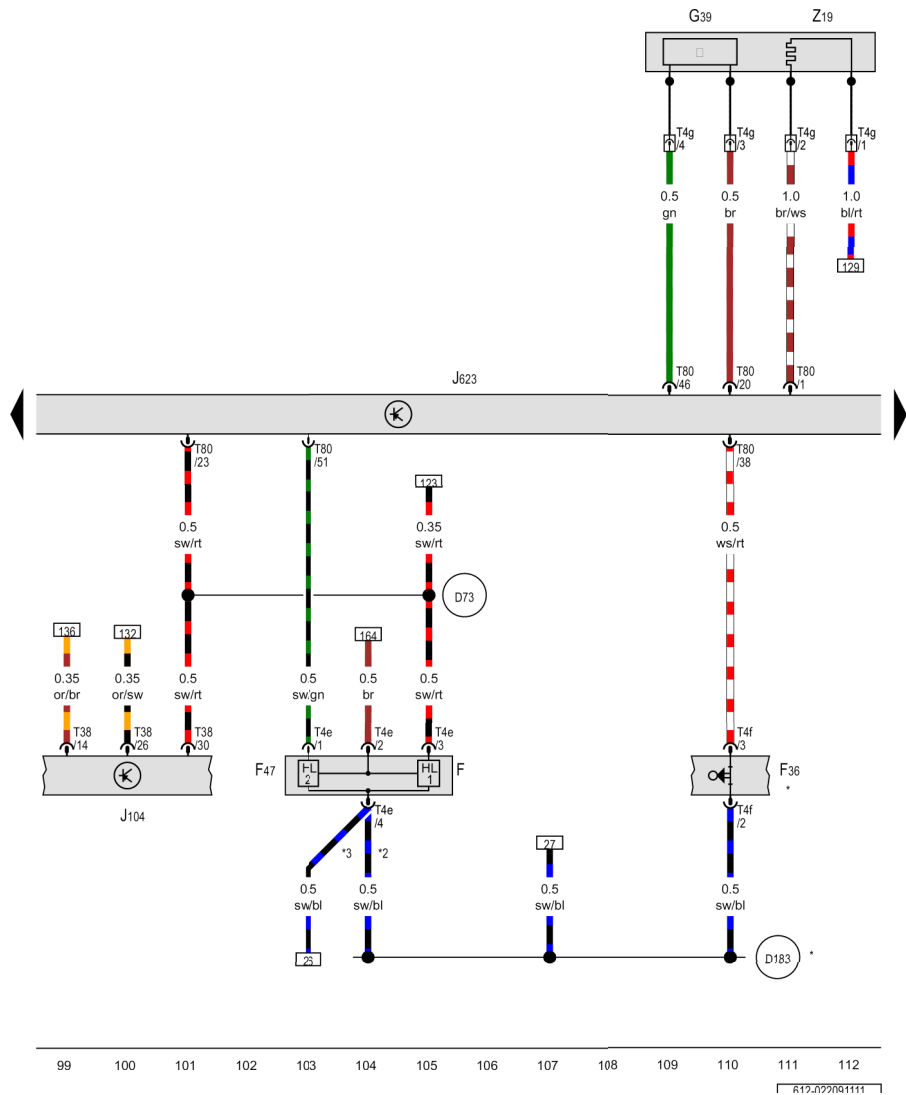 G39 Z19
T4g /4 T4g /3 T4g /2 T4g /1
0.5 0.5 1.0 1.0
gn br br/ws bl/rt
129
J623
T80 /46 T80 /20 T80 /1
T80 /23 T80 /51 T80 /38
123
0.5 0.35 0.5
sw/rt sw/rt ws/rt
D73
136 132 164
0.35 0.35 0.5 0.5 0.5 0.5
or/br or/sw sw/rt sw/gn br sw/rt
T38 /14 T38 /26 T38 /30 T4e /1 T4e /2 T4e /3 T4f /3
F47 HL 2 HL 1 F F36
*
J104
T4e /4 T4f /2
*3 *2 27
0.5 0.5 0.5 0.5
sw/bl sw/bl sw/bl sw/bl
26 D183 *
99 100 101 102 103 104 105 106 107 108 109 110 111 112
612-022091111